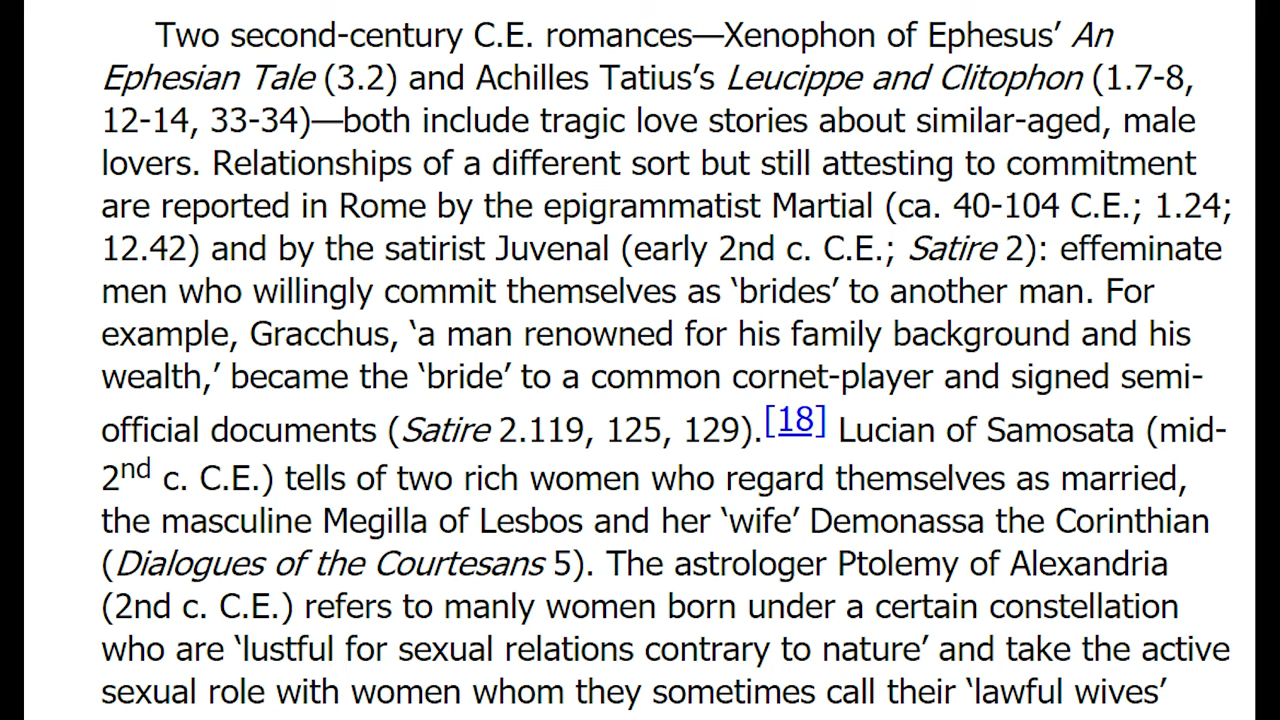 Two second-century C.E. romances—Xenophon of Ephesus’ An
Ephesian Tale (3.2) and Achilles Tatius’s Leucippe and Clitophon (1.7-8,
12-14, 33-34)—both include tragic love stories about similar-aged, male
lovers. Relationships of a different sort but still attesting to commitment
are reported in Rome by the epigrammatist Martial (ca. 40-104 C.E.; 1.24;
12.42) and by the satirist Juvenal (early 2nd c. C.E.; Satire 2): effeminate
men who willingly commit themselves as ‘brides’ to another man. For
example, Gracchus, ‘a man renowned for his family background and his
wealth,’ became the ‘bride’ to a common cornet-player and signed semi-
official documents (Satire 2.119, 125, 129).[18] Lucian of Samosata (mid-
2nd c. C.E.) tells of two rich women who regard themselves as married,
the masculine Megilla of Lesbos and her ‘wife’ Demonassa the Corinthian
(Dialogues of the Courtesans 5). The astrologer Ptolemy of Alexandria
(2nd c. C.E.) refers to manly women born under a certain constellation
who are ‘lustful for sexual relations contrary to nature’ and take the active
sexual role with women whom they sometimes call their ‘lawful wives’